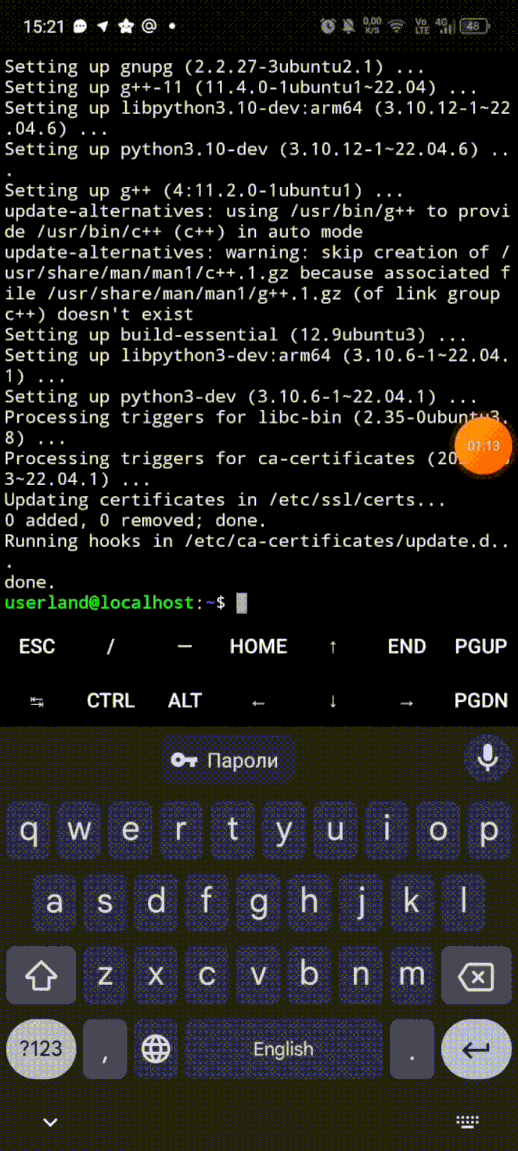 15:21 0,00 K/S Vo LTE 4G 48
Setting up gnupg (2.2.27-3ubuntu2.1) ...
Setting up g++-11 (11.4.0-1ubuntu1~22.04) ...
Setting up libpython3.10-dev:arm64 (3.10.12-1~22
.04.6) ...
Setting up python3.10-dev (3.10.12-1~22.04.6) ..
.
Setting up g++ (4:11.2.0-1ubuntu1) ...
update-alternatives: using /usr/bin/g++ to provi
de /usr/bin/c++ (c++) in auto mode
update-alternatives: warning: skip creation of /
usr/share/man/man1/c++.1.gz because associated f
ile /usr/share/man/man1/g++.1.gz (of link group
c++) doesn't exist
Setting up build-essential (12.9ubuntu3) ...
Setting up libpython3-dev:arm64 (3.10.6-1~22.04.
1) ...
Setting up python3-dev (3.10.6-1~22.04.1) ...
Processing triggers for libc-bin (2.35-0ubuntu3.
8) ...
01:13
Processing triggers for ca-certificates (20
3~22.04.1) ...
Updating certificates in /etc/ssl/certs...
0 added, 0 removed; done.
Running hooks in /etc/ca-certificates/update.d..
.
done.
userland@localhost:~$
ESC / — HOME ↑ END PGUP
↹ CTRL ALT ← ↓ → PGDN
Пароли
q w e r t y u i o p
a s d f g h j k l
z x c v b n m
?123 , English .